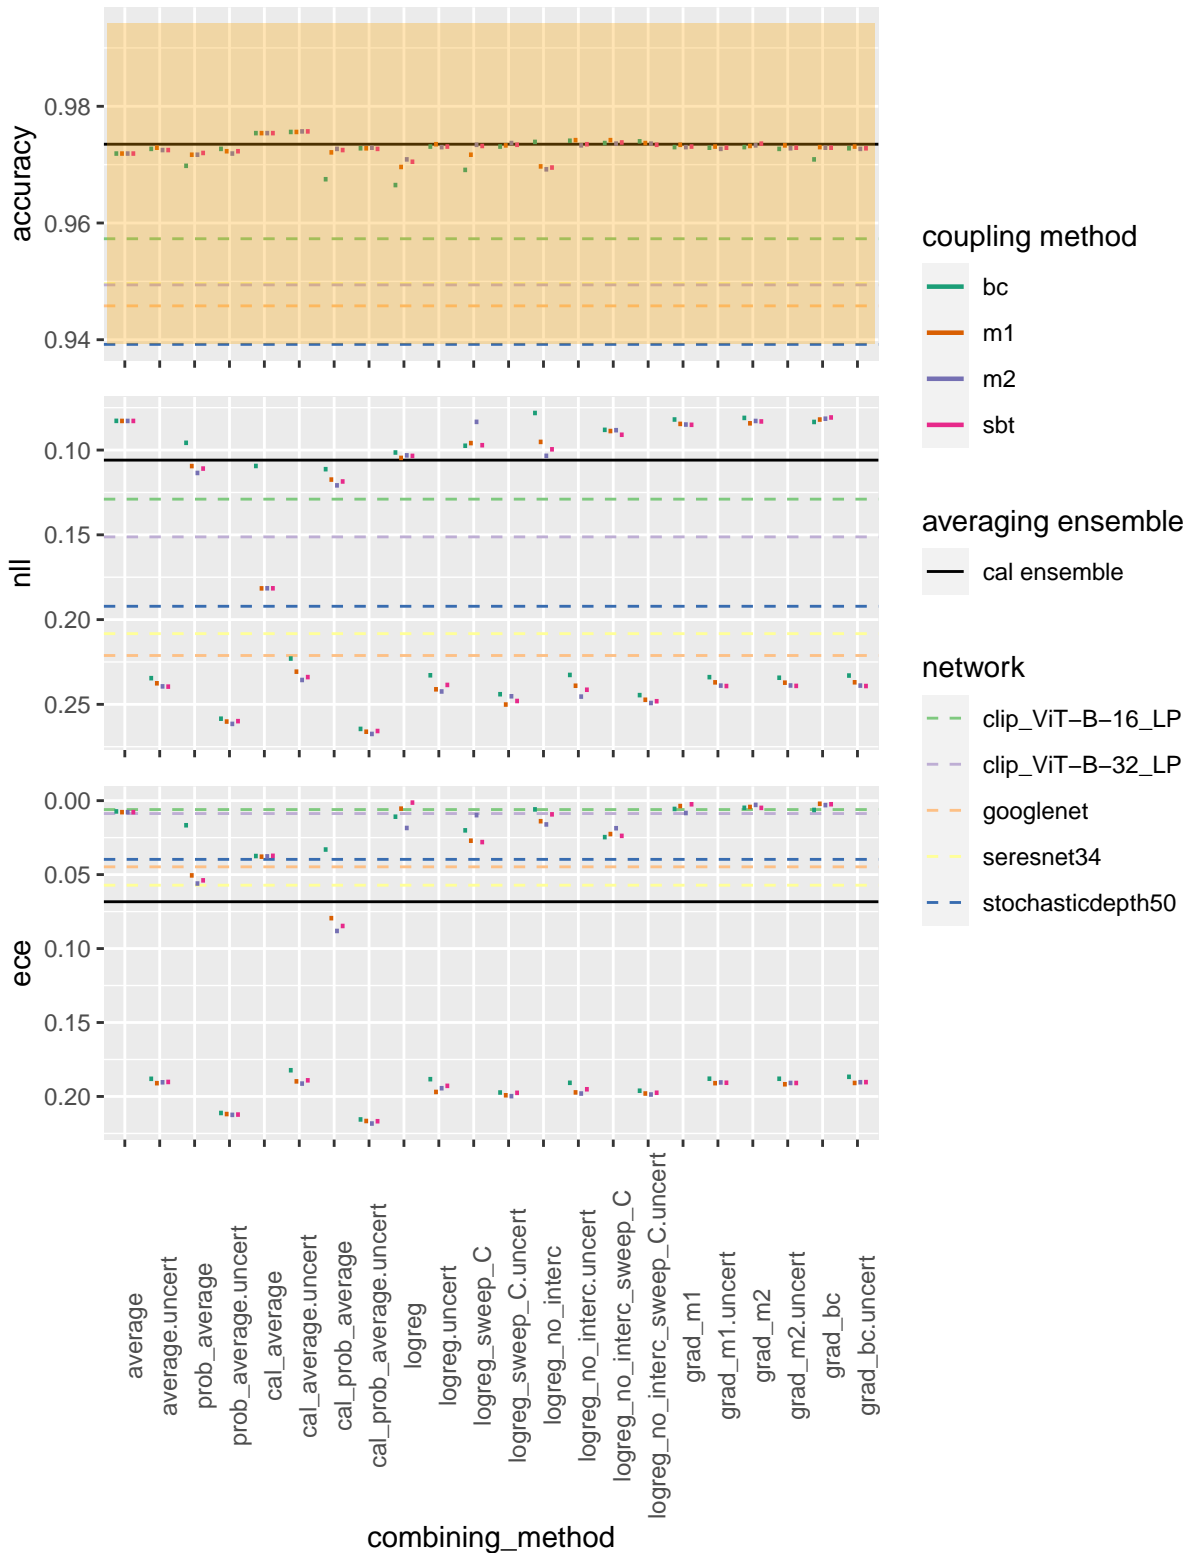 accuracy
0.98
0.96
0.94
nll
0.10
0.15
0.20
0.25
ece
0.00
0.05
0.10
0.15
0.20
average
average.uncert
prob_average
prob_average.uncert
cal_average
cal_average.uncert
cal_prob_average
cal_prob_average.uncert
logreg
logreg.uncert
logreg_sweep_C
logreg_sweep_C.uncert
logreg_no_interc
logreg_no_interc.uncert
logreg_no_interc_sweep_C
logreg_no_interc_sweep_C.uncert
grad_m1
grad_m1.uncert
grad_m2
grad_m2.uncert
grad_bc
grad_bc.uncert
combining_method
coupling method
bc
m1
m2
sbt
averaging ensemble
cal ensemble
network
clip_ViT−B−16_LP
clip_ViT−B−32_LP
googlenet
seresnet34
stochasticdepth50